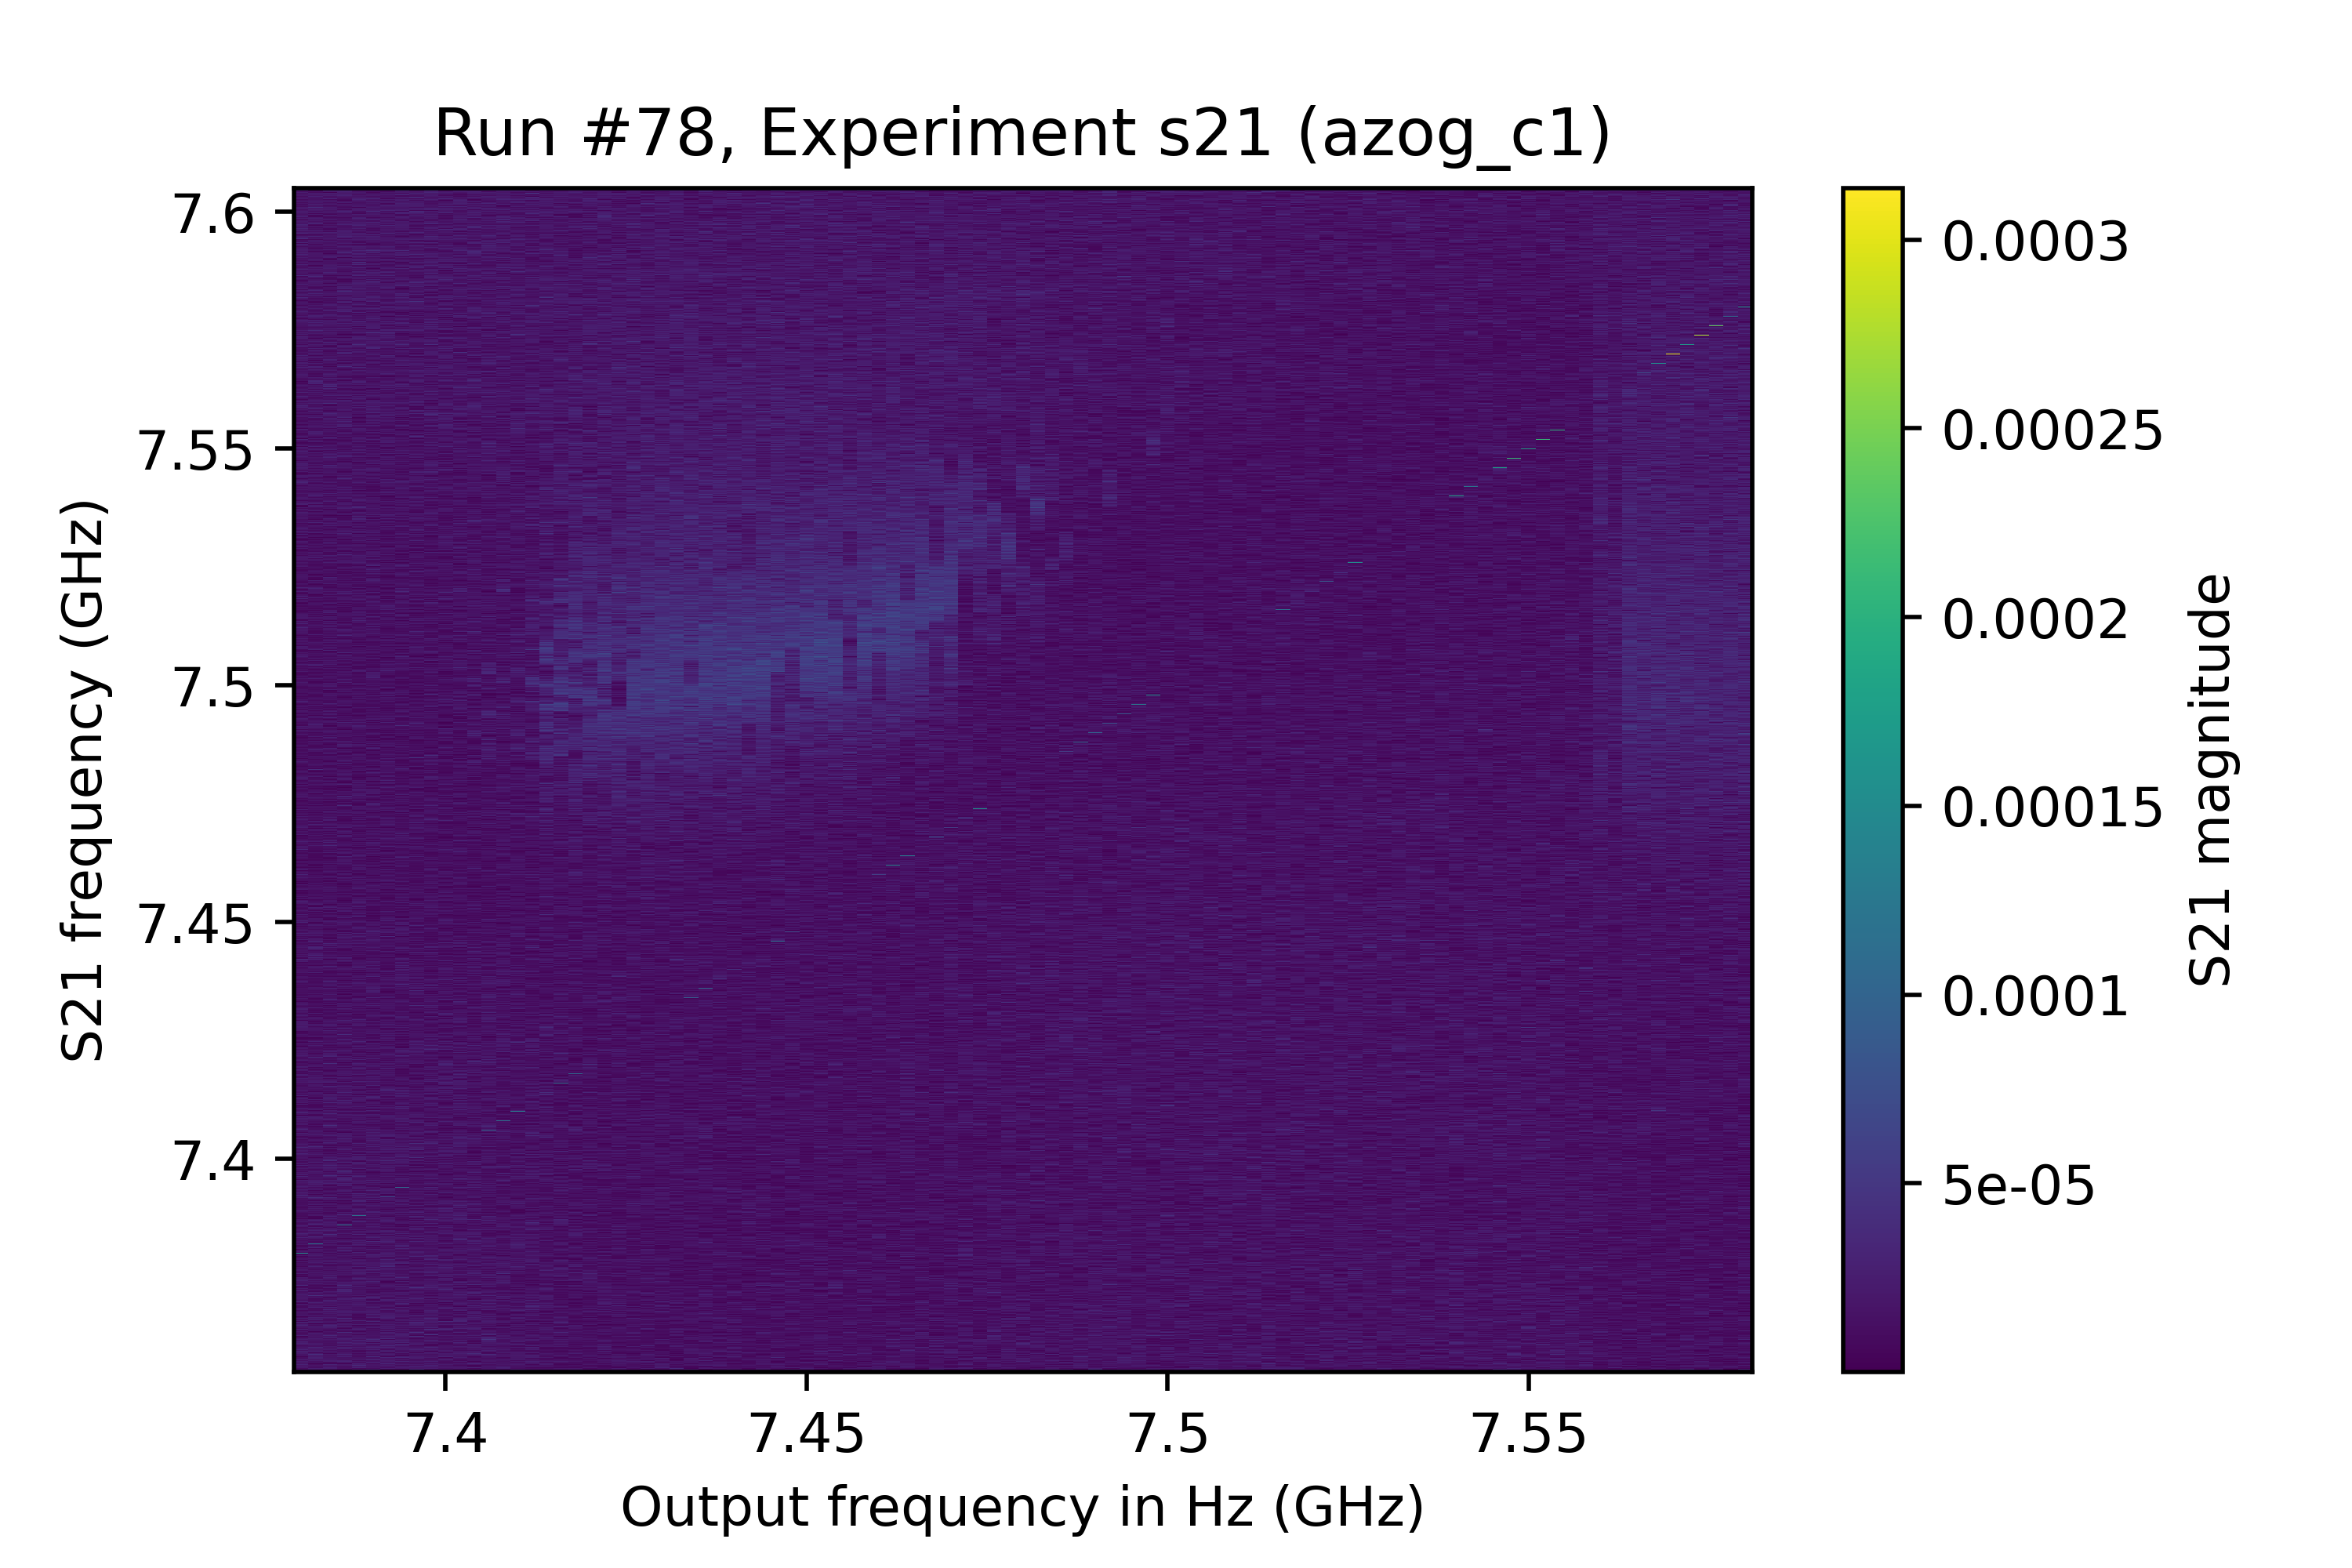 Run #78, Experiment s21 (azog_c1)
7.6
7.55
7.5
7.45
7.4
S21 frequency (GHz)
7.4
7.45
7.5
7.55
Output frequency in Hz (GHz)
0.0003
0.00025
0.0002
0.00015
0.0001
5e-05
S21 magnitude